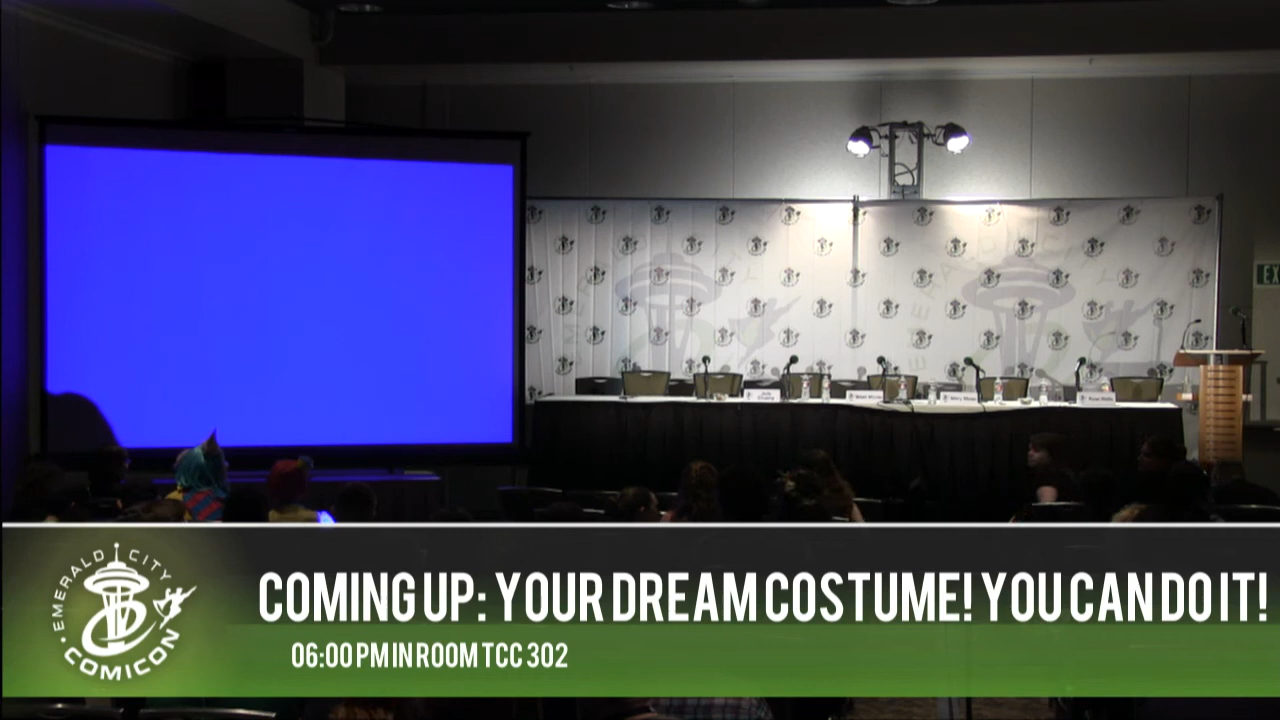 EX
EMERALD CITY
COMICON
COMING UP: YOUR DREAM COSTUME! YOU CAN DO IT!
06:00 PM IN ROOM TCC 302